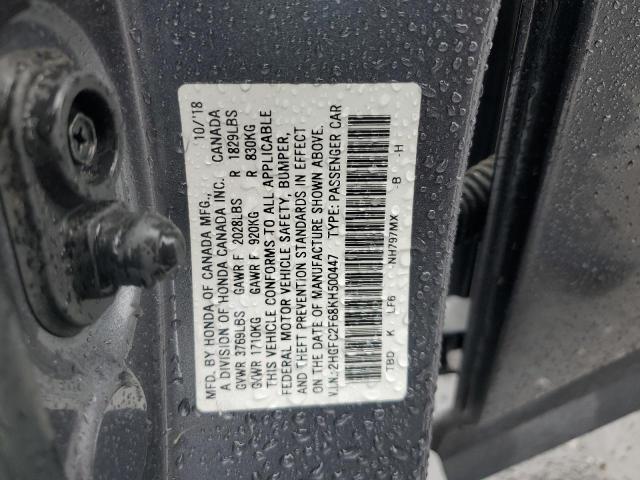 MFD. BY HONDA OF CANADA MFG., 10/'18
A DIVISION OF HONDA CANADA INC. CANADA
GVWR 3769LBS GAWR F 2028LBS R 1829LBS
GVWR 1710KG GAWR F 920KG R 830KG
THIS VEHICLE CONFORMS TO ALL APPLICABLE
FEDERAL MOTOR VEHICLE SAFETY, BUMPER,
AND THEFT PREVENTION STANDARDS IN EFFECT
ON THE DATE OF MANUFACTURE SHOWN ABOVE.
V.I.N.: 2HGFC2F68KH500447 TYPE: PASSENGER CAR
TBD K LF6 NH797MX -B -H